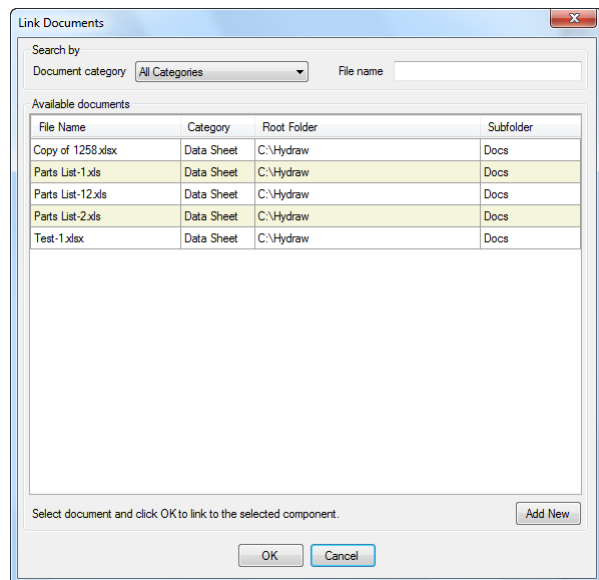 Link Documents
Search by
Document category All Categories File name
Available documents
File Name Category Root Folder Subfolder
Copy of 1258.xlsx Data Sheet C:\Hydraw Docs
Parts List-1.xls Data Sheet C:\Hydraw Docs
Parts List-12.xls Data Sheet C:\Hydraw Docs
Parts List-2.xls Data Sheet C:\Hydraw Docs
Test-1.xlsx Data Sheet C:\Hydraw Docs
Select document and click OK to link to the selected component. Add New
OK Cancel